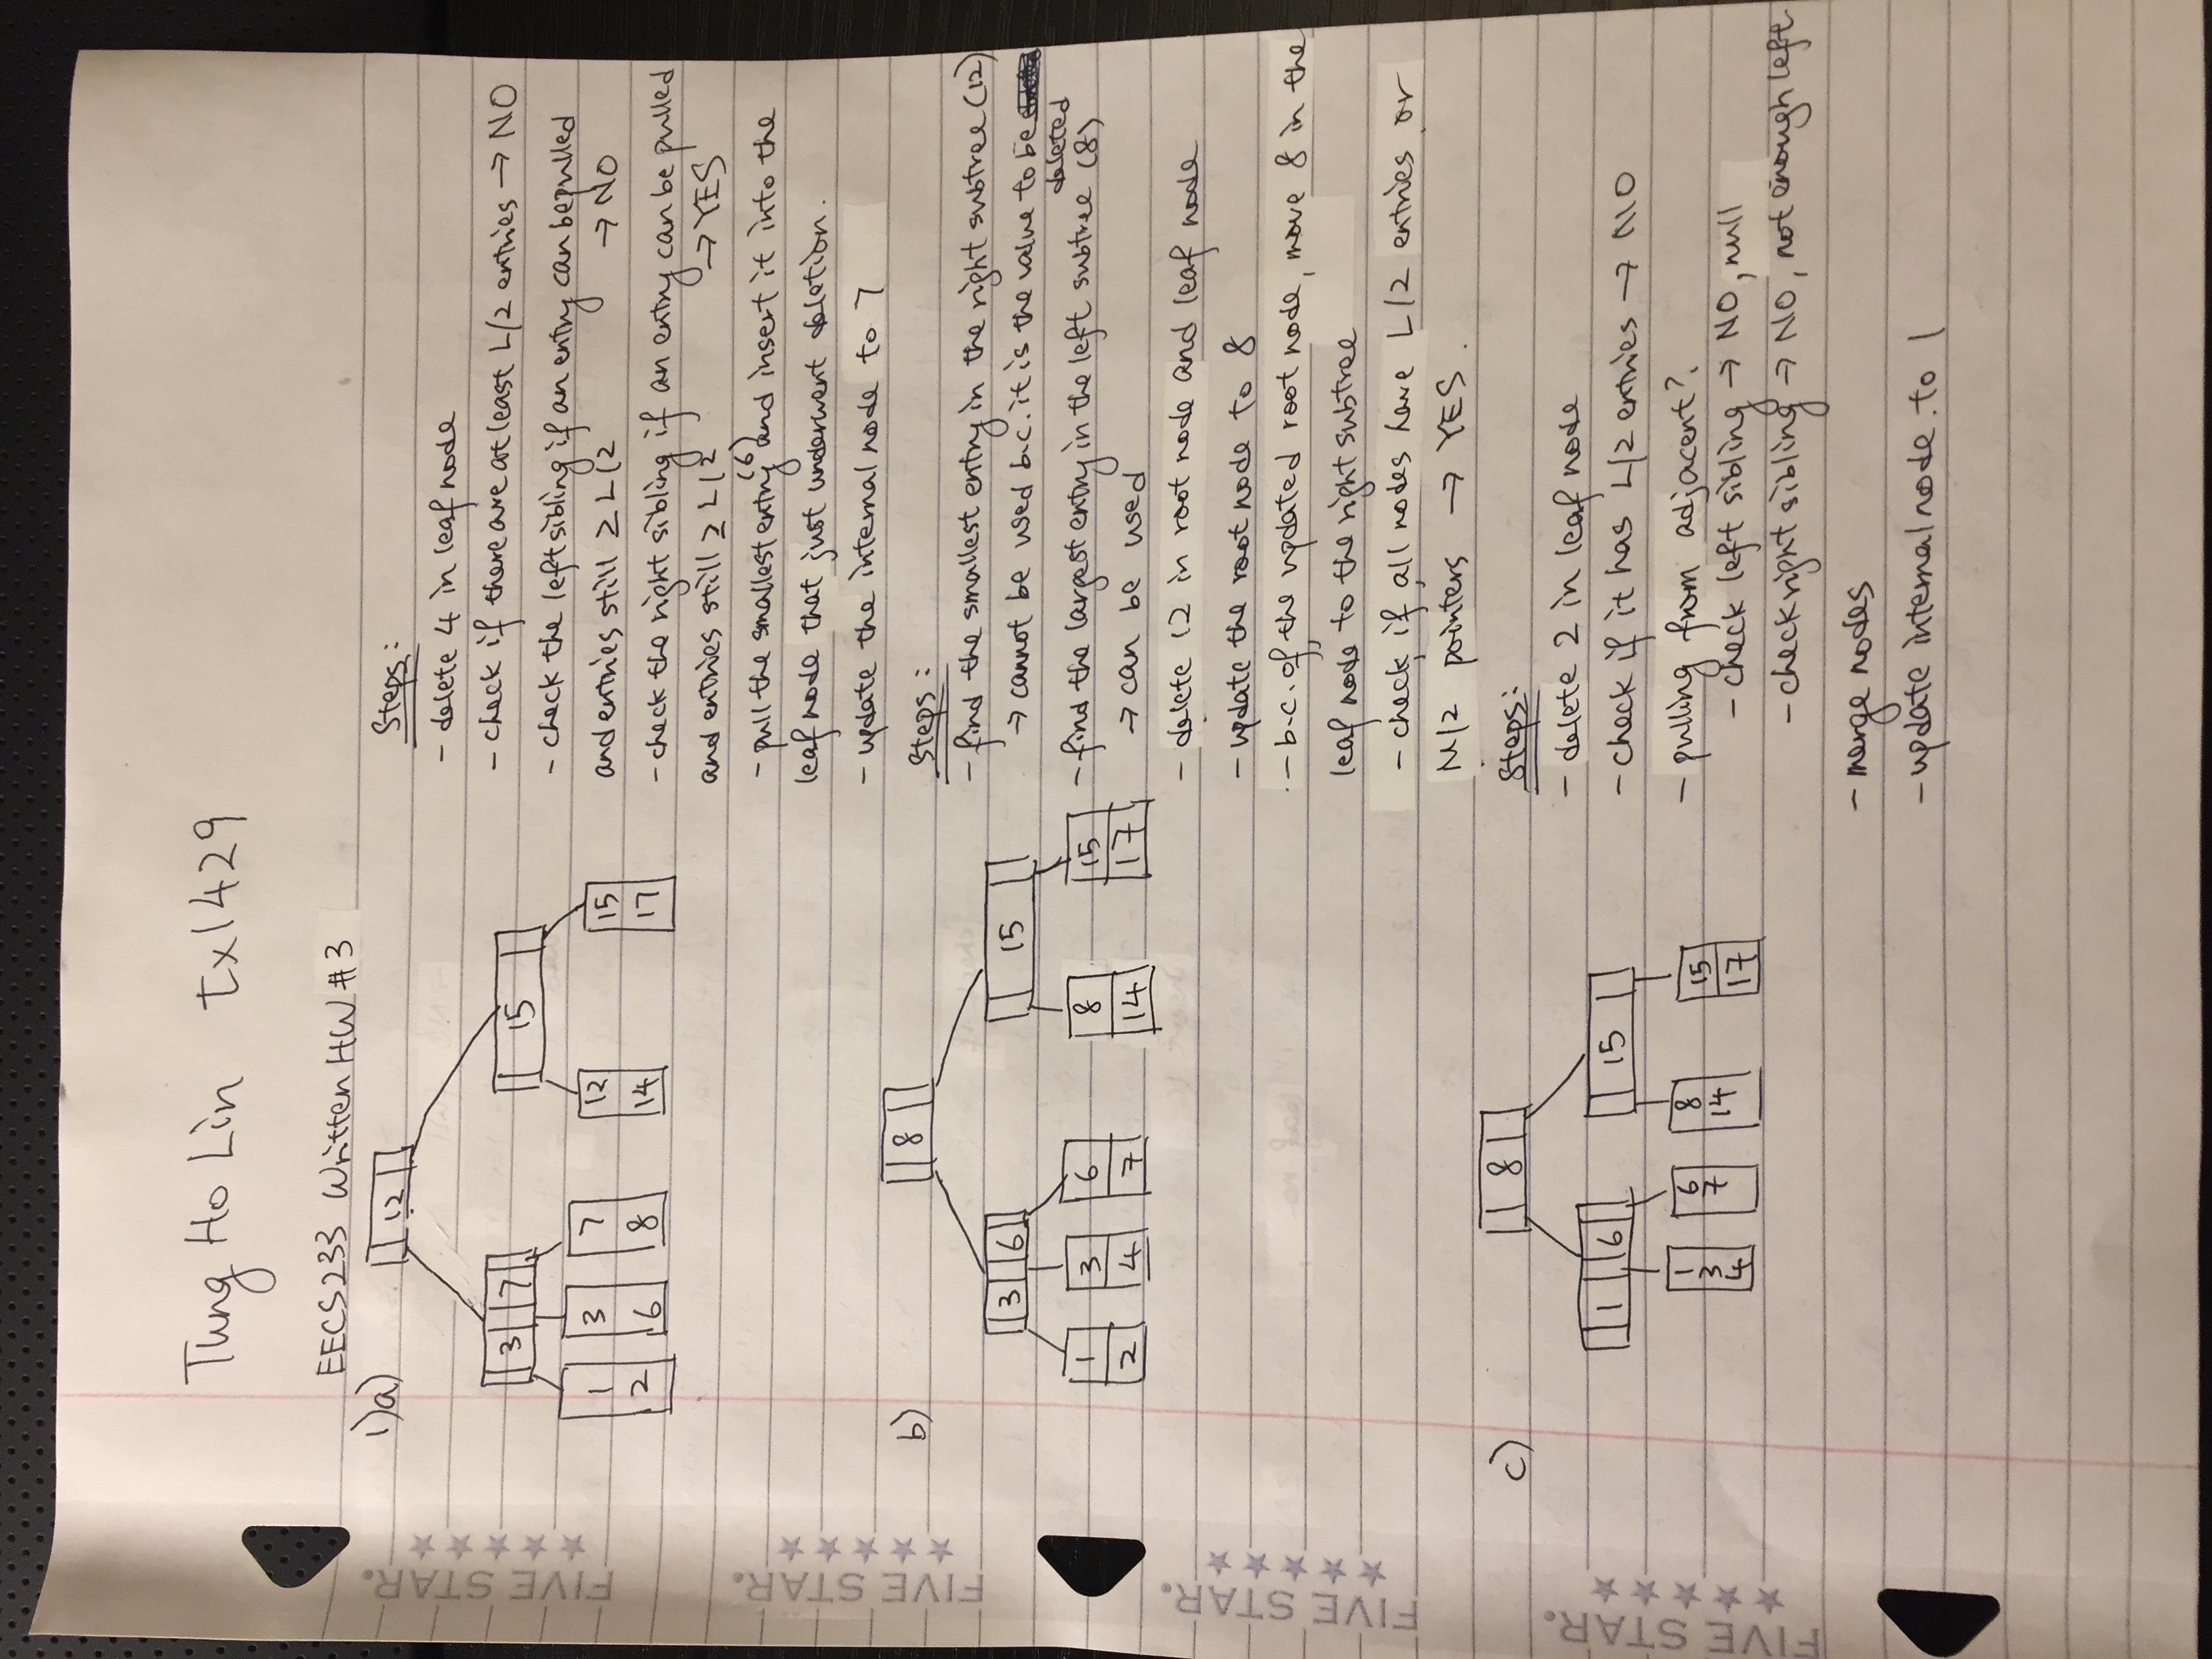 Tung Ho Lin txl429
EECS233 Written HW #3
1)a)
12
3 7
15
1 3 7 12 15
2 6 8 14 17
Steps:
- delete 4 in leaf node
- check if there are at least L/2 entries → NO
- check the left sibling if an entry can be pulled
and entries still ≥ L/2 → NO
- check the right sibling if an entry can be pulled
and entries still ≥ L/2 → YES
- pull the smallest entry (6) and insert it into the
leaf node that just underwent deletion.
- update the internal node to 7
b)
8
3 6
15
1 3 6 8 15
2 4 7 14 17
Steps:
- find the smallest entry in the right subtree (12)
→ cannot be used b.c. it is the value to be
deleted
- find the largest entry in the left subtree (8)
→ can be used
- delete 12 in root node and leaf node
- update the root node to 8
- b.c. of the updated root node, move 8 in the
leaf node to the right subtree
- check if all nodes have L/2 entries or
M/2 pointers → YES.
c)
8
1 6
15
1 6 8 15
3 7 14 17
4
Steps:
- delete 2 in leaf node
- check if it has L/2 entries → NO
- pulling from adjacent?
- check left sibling → NO, null
- check right sibling → NO, not enough left
- merge nodes
- update internal node to 1
FIVE STAR.
FIVE STAR.
FIVE STAR.
FIVE STAR.